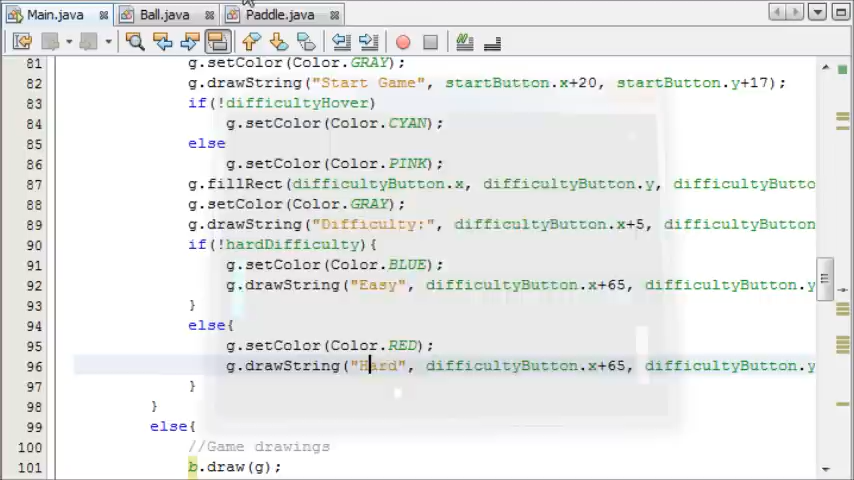 Main.java Ball.java Paddle.java
81 g.setColor(Color.GRAY);
82 g.drawString("Start Game", startButton.x+20, startButton.y+17);
83 if(!difficultyHover)
84 g.setColor(Color.CYAN);
85 else
86 g.setColor(Color.PINK);
87 g.fillRect(difficultyButton.x, difficultyButton.y, difficultyButto
88 g.setColor(Color.GRAY);
89 g.drawString("Difficulty:", difficultyButton.x+5, difficultyButton.
90 if(!hardDifficulty){
91 g.setColor(Color.BLUE);
92 g.drawString("Easy", difficultyButton.x+65, difficultyButton.y
93 }
94 else{
95 g.setColor(Color.RED);
96 g.drawString("Hard", difficultyButton.x+65, difficultyButton.y
97 }
98 }
99 else{
100 //Game drawings
101 b.draw(g);